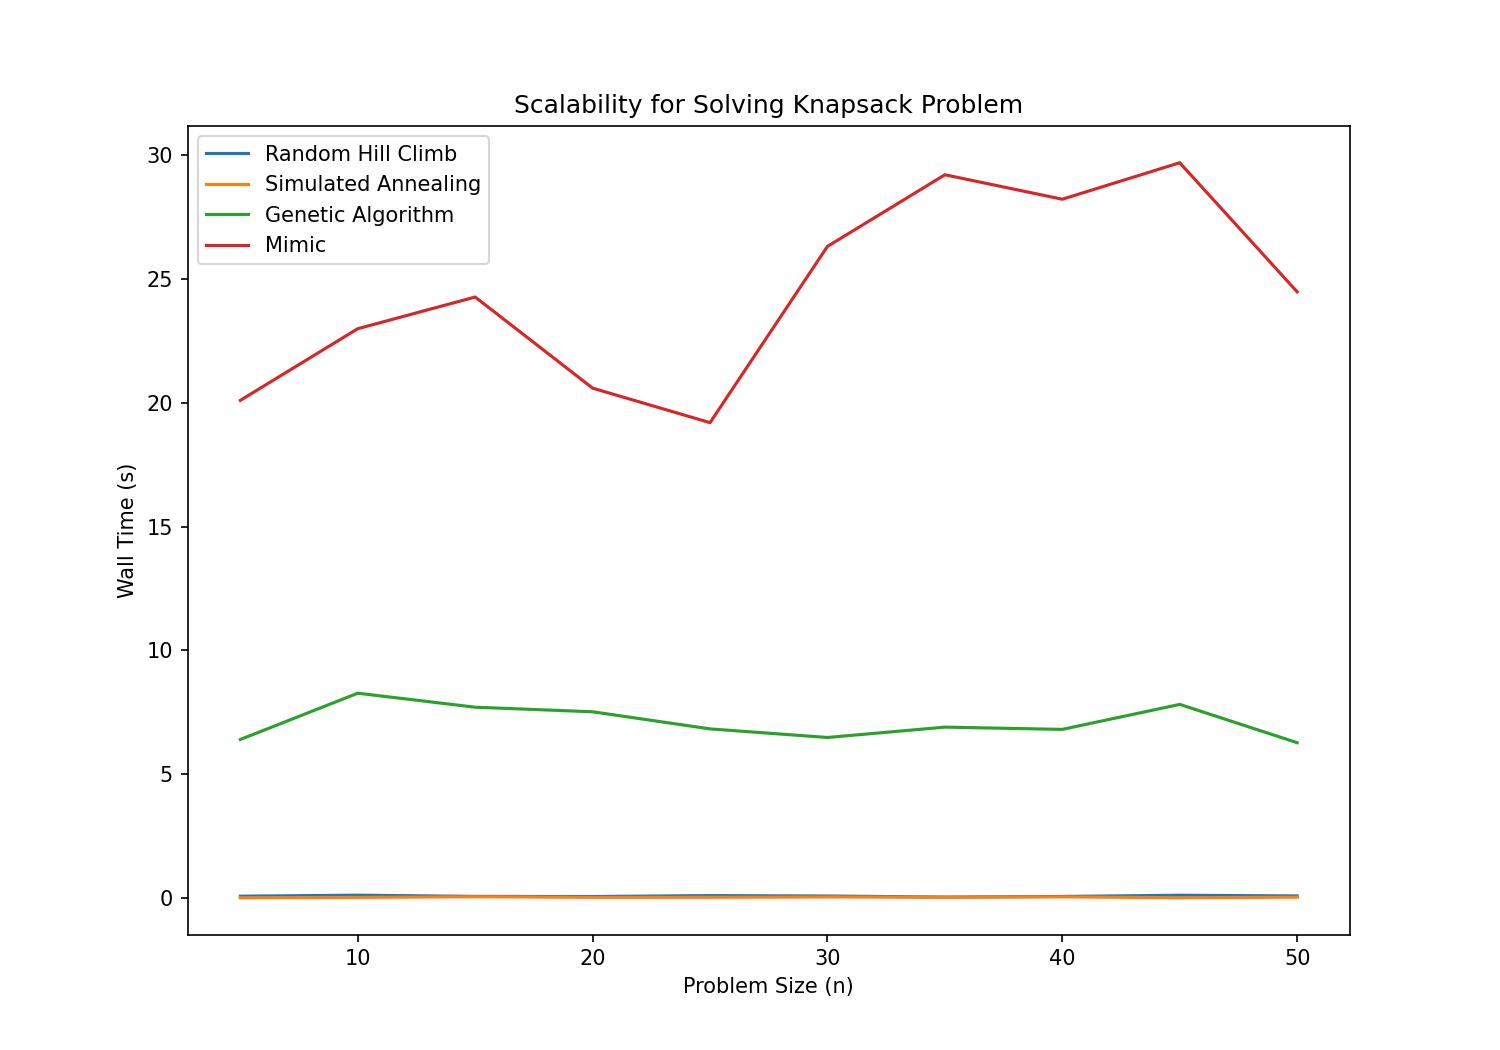 Scalability for Solving Knapsack Problem
Random Hill Climb
Simulated Annealing
Genetic Algorithm
Mimic
Wall Time (s)
30
25
20
15
10
5
0
10 20 30 40 50
Problem Size (n)